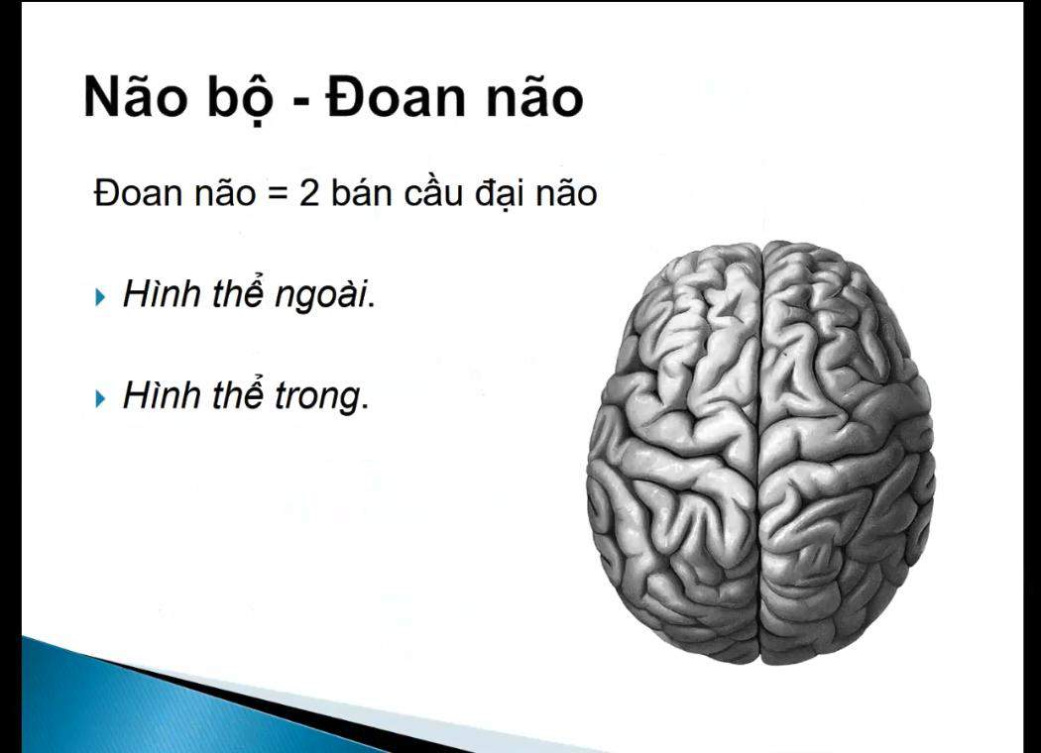 Não bộ - Đoan não
Đoan não = 2 bán cầu đại não
Hình thể ngoài.
Hình thể trong.